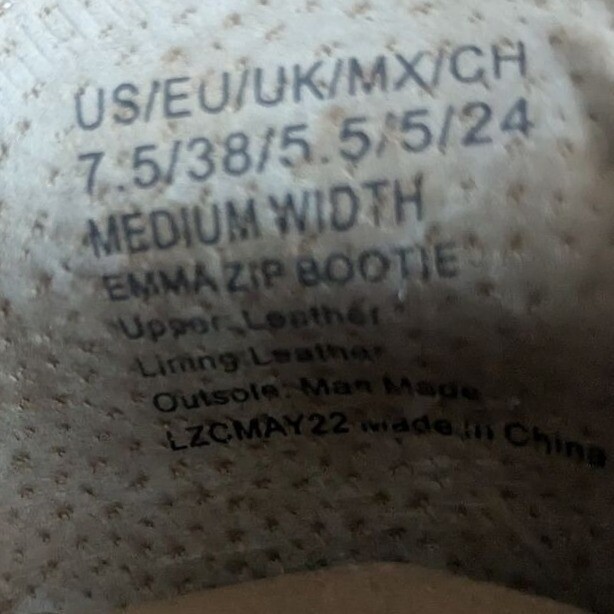 US/EU/UK/MX/CH
7.5/38/5.5/5/24
MEDIUM WIDTH
EMMA ZIP BOOTIE
Upper: Leather
Lining Leather
Outsole: Man Made
LZCMAY22 Made in China